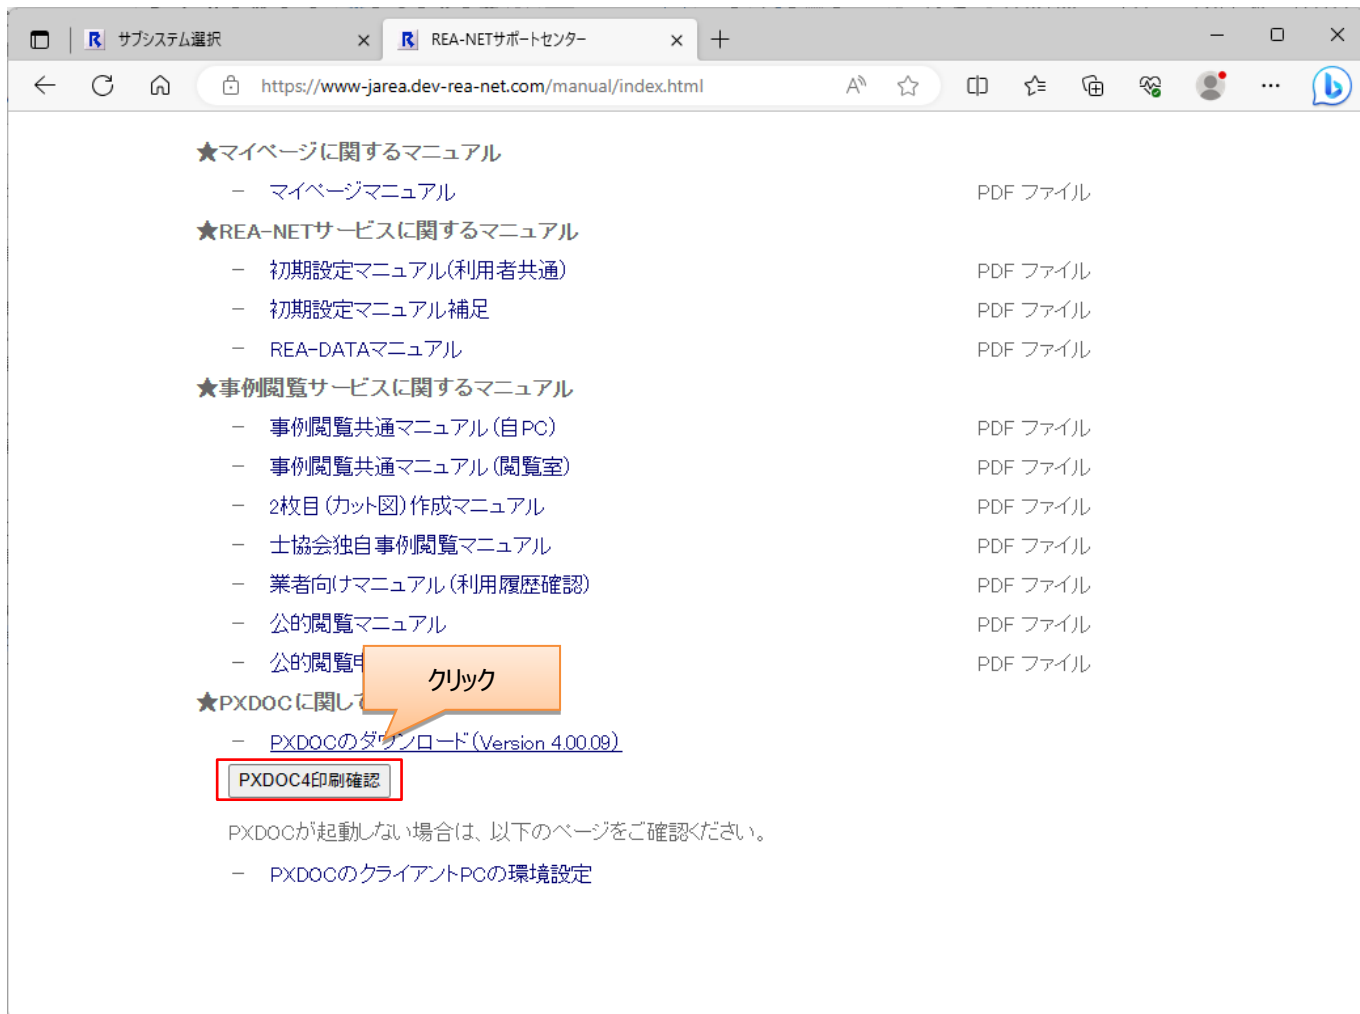 サブシステム選択
REA-NETサポートセンター
https://www-jarea.dev-rea-net.com/manual/index.html
★マイページに関するマニュアル
－ マイページマニュアル PDF ファイル
★REA-NETサービスに関するマニュアル
－ 初期設定マニュアル(利用者共通) PDF ファイル
－ 初期設定マニュアル補足 PDF ファイル
－ REA-DATAマニュアル PDF ファイル
★事例閲覧サービスに関するマニュアル
－ 事例閲覧共通マニュアル(自PC) PDF ファイル
－ 事例閲覧共通マニュアル(閲覧室) PDF ファイル
－ 2枚目(カット図)作成マニュアル PDF ファイル
－ 士協会独自事例閲覧マニュアル PDF ファイル
－ 業者向けマニュアル(利用履歴確認) PDF ファイル
－ 公的閲覧マニュアル PDF ファイル
－ 公的閲覧 PDF ファイル
クリック
★PXDOCに関して
－ PXDOCのダウンロード(Version 4.00.09)
PXDOC4印刷確認
PXDOCが起動しない場合は、以下のページをご確認ください。
－ PXDOCのクライアントPCの環境設定